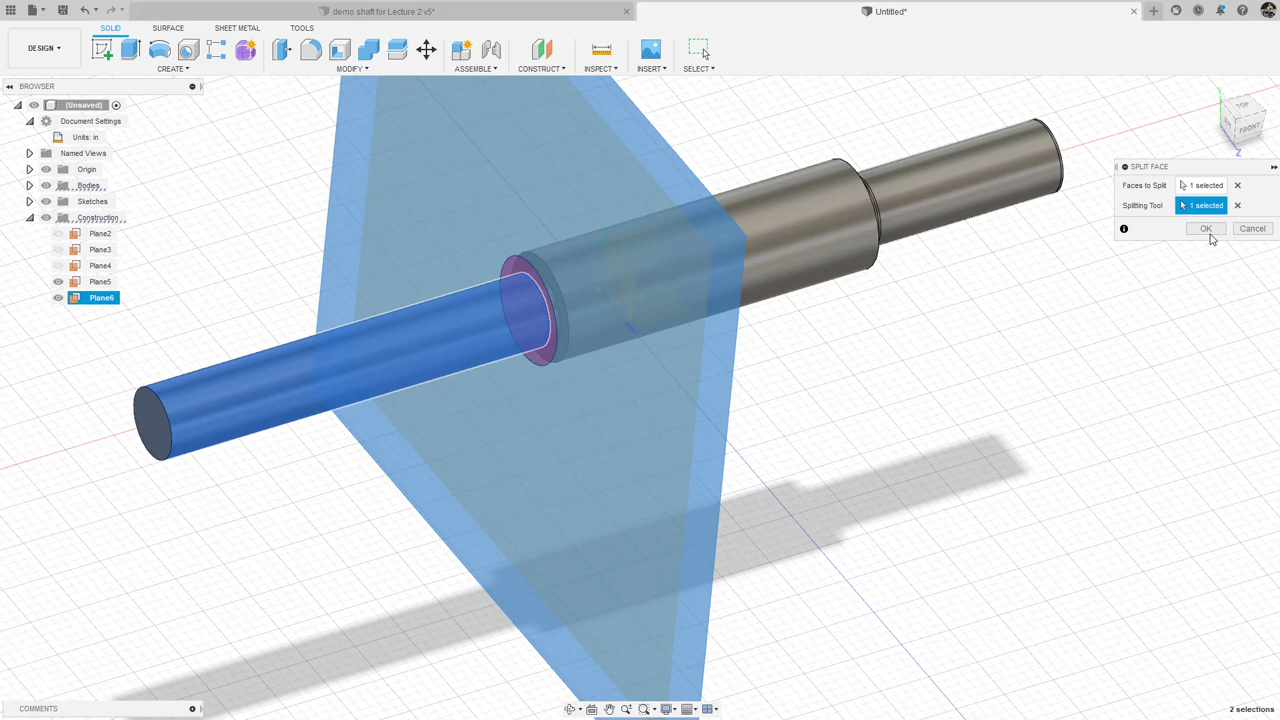 demo shaft for Lecture 2 v5*
Untitled*
DESIGN
SOLID
SURFACE
SHEET METAL
TOOLS
CREATE
MODIFY
ASSEMBLE
CONSTRUCT
INSPECT
INSERT
SELECT
BROWSER
(Unsaved)
Document Settings
Units: in
Named Views
Origin
Bodies
Sketches
Construction
Plane2
Plane3
Plane4
Plane5
Plane6
TOP
FRONT
Y
Z
SPLIT FACE
Faces to Split 1 selected
Splitting Tool 1 selected
OK Cancel
COMMENTS
2 selections